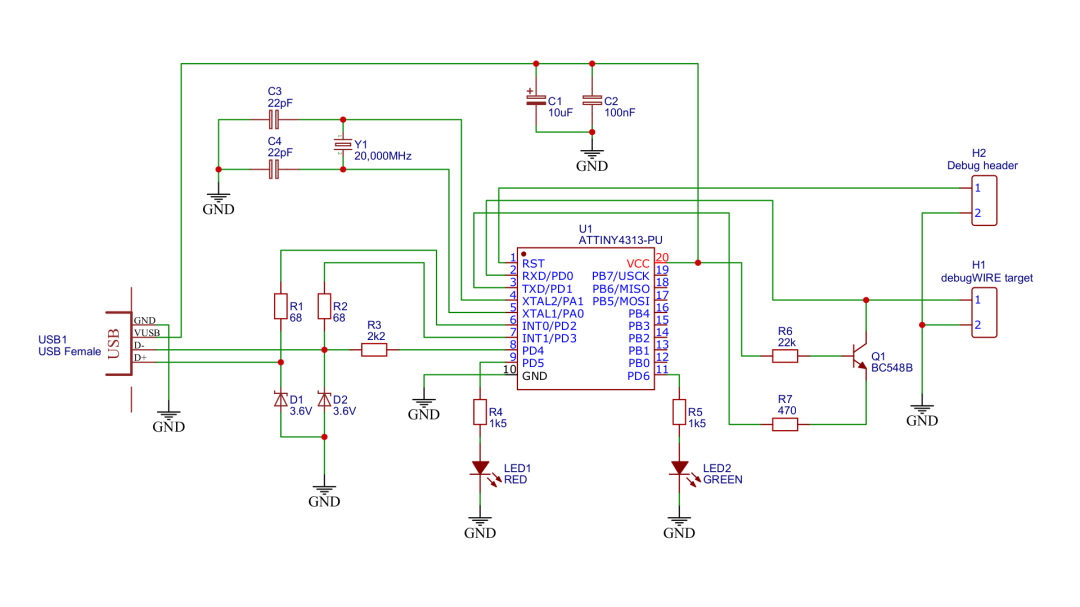 C3
22pF
C4
22pF
GND
Y1
20,000MHz
+
C1
10uF
C2
100nF
GND
H2
Debug header
1
2
H1
debugWIRE target
1
2
GND
U1
ATTINY4313-PU
1 RST
2 RXD/PD0
3 TXD/PD1
4 XTAL2/PA1
5 XTAL1/PA0
6 INT0/PD2
7 INT1/PD3
8 PD4
9 PD5
10 GND
VCC 20
PB7/USCK 19
PB6/MISO 18
PB5/MOSI 17
PB4 16
PB3 15
PB2 14
PB1 13
PB0 12
PD6 11
USB1
USB Female
USB
GND
VUSB
D-
D+
GND
R1
68
R2
68
R3
2k2
D1
3.6V
D2
3.6V
GND
GND
R4
1k5
LED1
RED
GND
R5
1k5
LED2
GREEN
GND
R6
22k
Q1
BC548B
R7
470